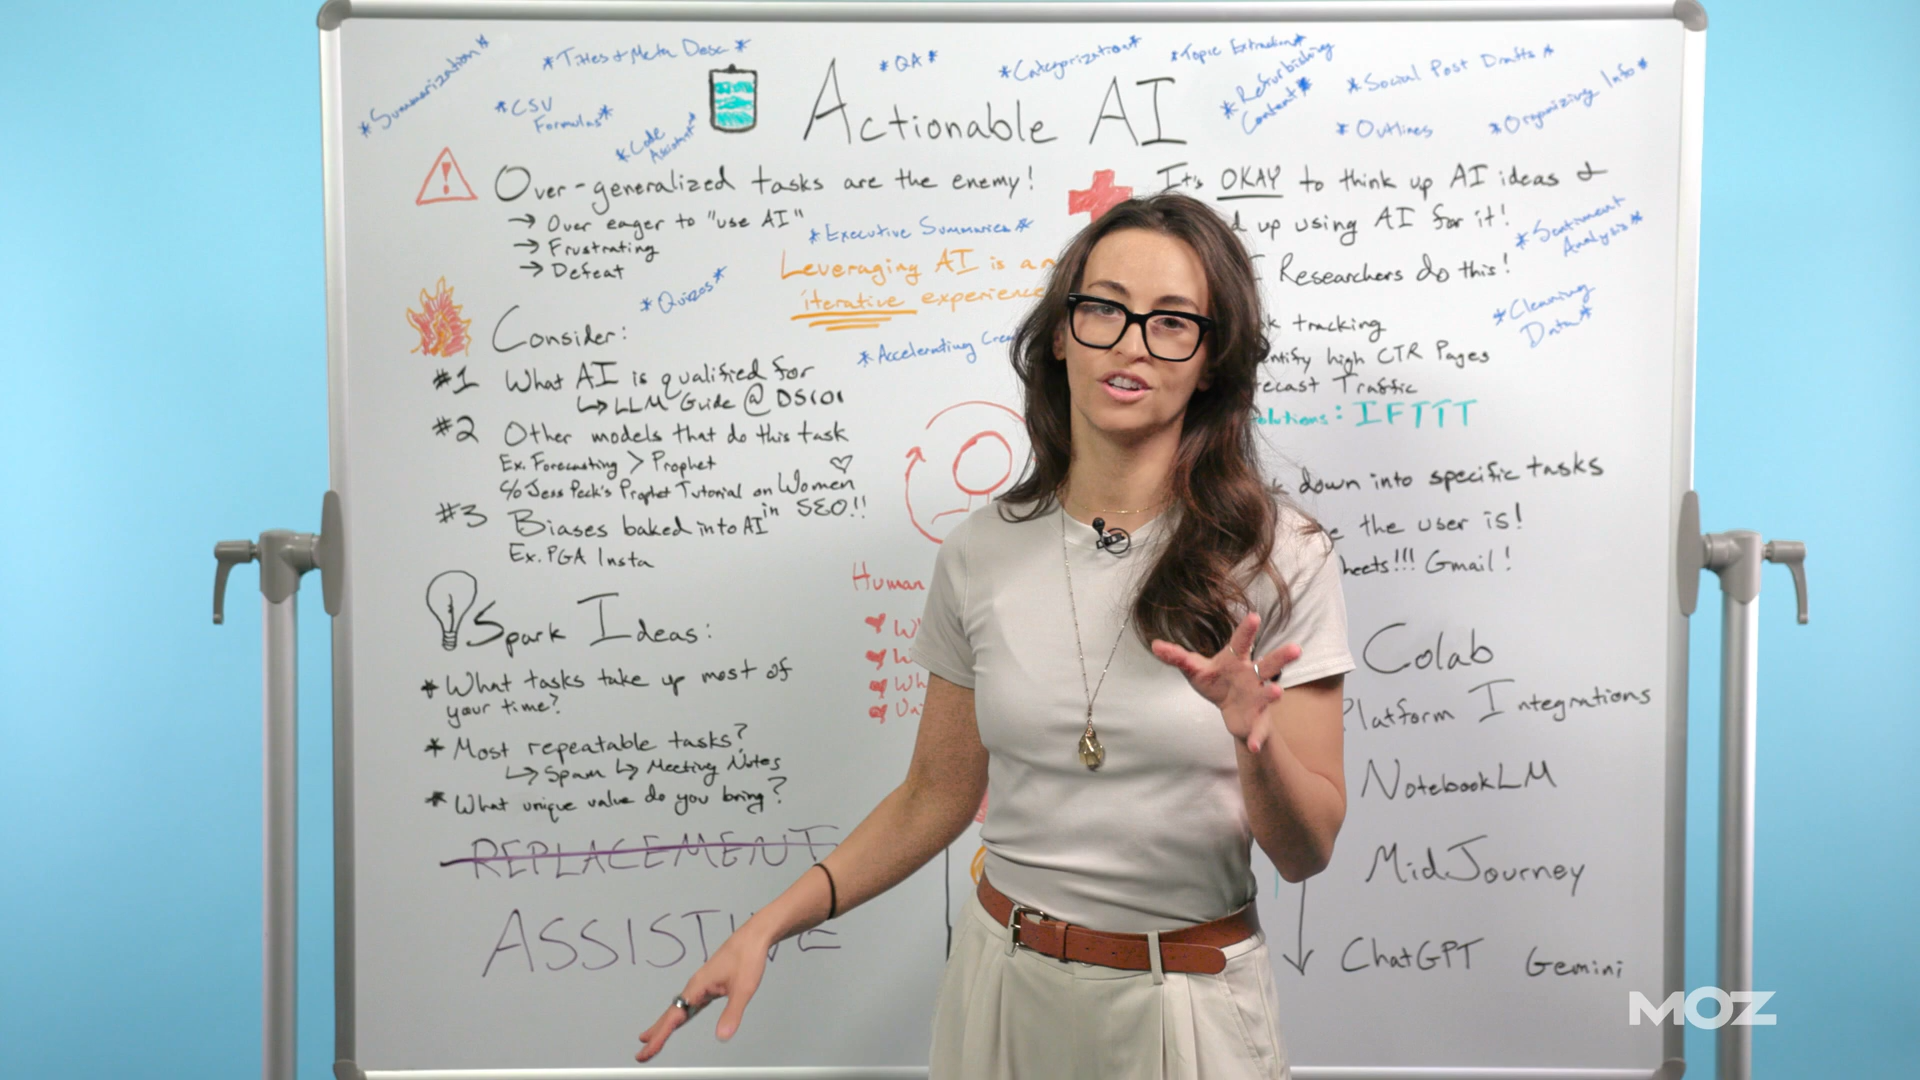 *Summarization*
*Titles + Meta Desc*
*QA*
*Categorization*
*Topic Extraction*
*Refurbishing
Content*
*Social Post Drafts*
*Organizing Info*
*CSV
Formulas*
*Code
Assistant*
*Outlines
Actionable AI
Over-generalized tasks are the enemy!
→ Over eager to "use AI"
→ Frustrating
→ Defeat
*Executive Summaries*
*Quizes*
Leveraging AI is an
iterative experience
*Accelerating
Consider:
#1 What AI is qualified for
↳ LLM Guide @ DS101
#2 Other models that do this task
Ex. Forecasting > Prophet
c/o Jess Peck's Prophet Tutorial on Women
in SEO!!
#3 Biases baked into AI
Ex. PGA Insta
Spark Ideas:
* What tasks take up most of
your time?
* Most repeatable tasks?
↳ Spam ↳ Meeting Notes
* What unique value do you bring?
REPLACEMENT
ASSISTIVE
Human
It's OKAY to think up AI ideas &
up using AI for it!
Researchers do this!
*Sentiment
Analysis*
*Cleaning
Data*
tracking
high CTR Pages
Traffic
IFTTT
down into specific tasks
the user is!
Gmail!
Colab
Platform Integrations
NotebookLM
MidJourney
ChatGPT Gemini
MOZ